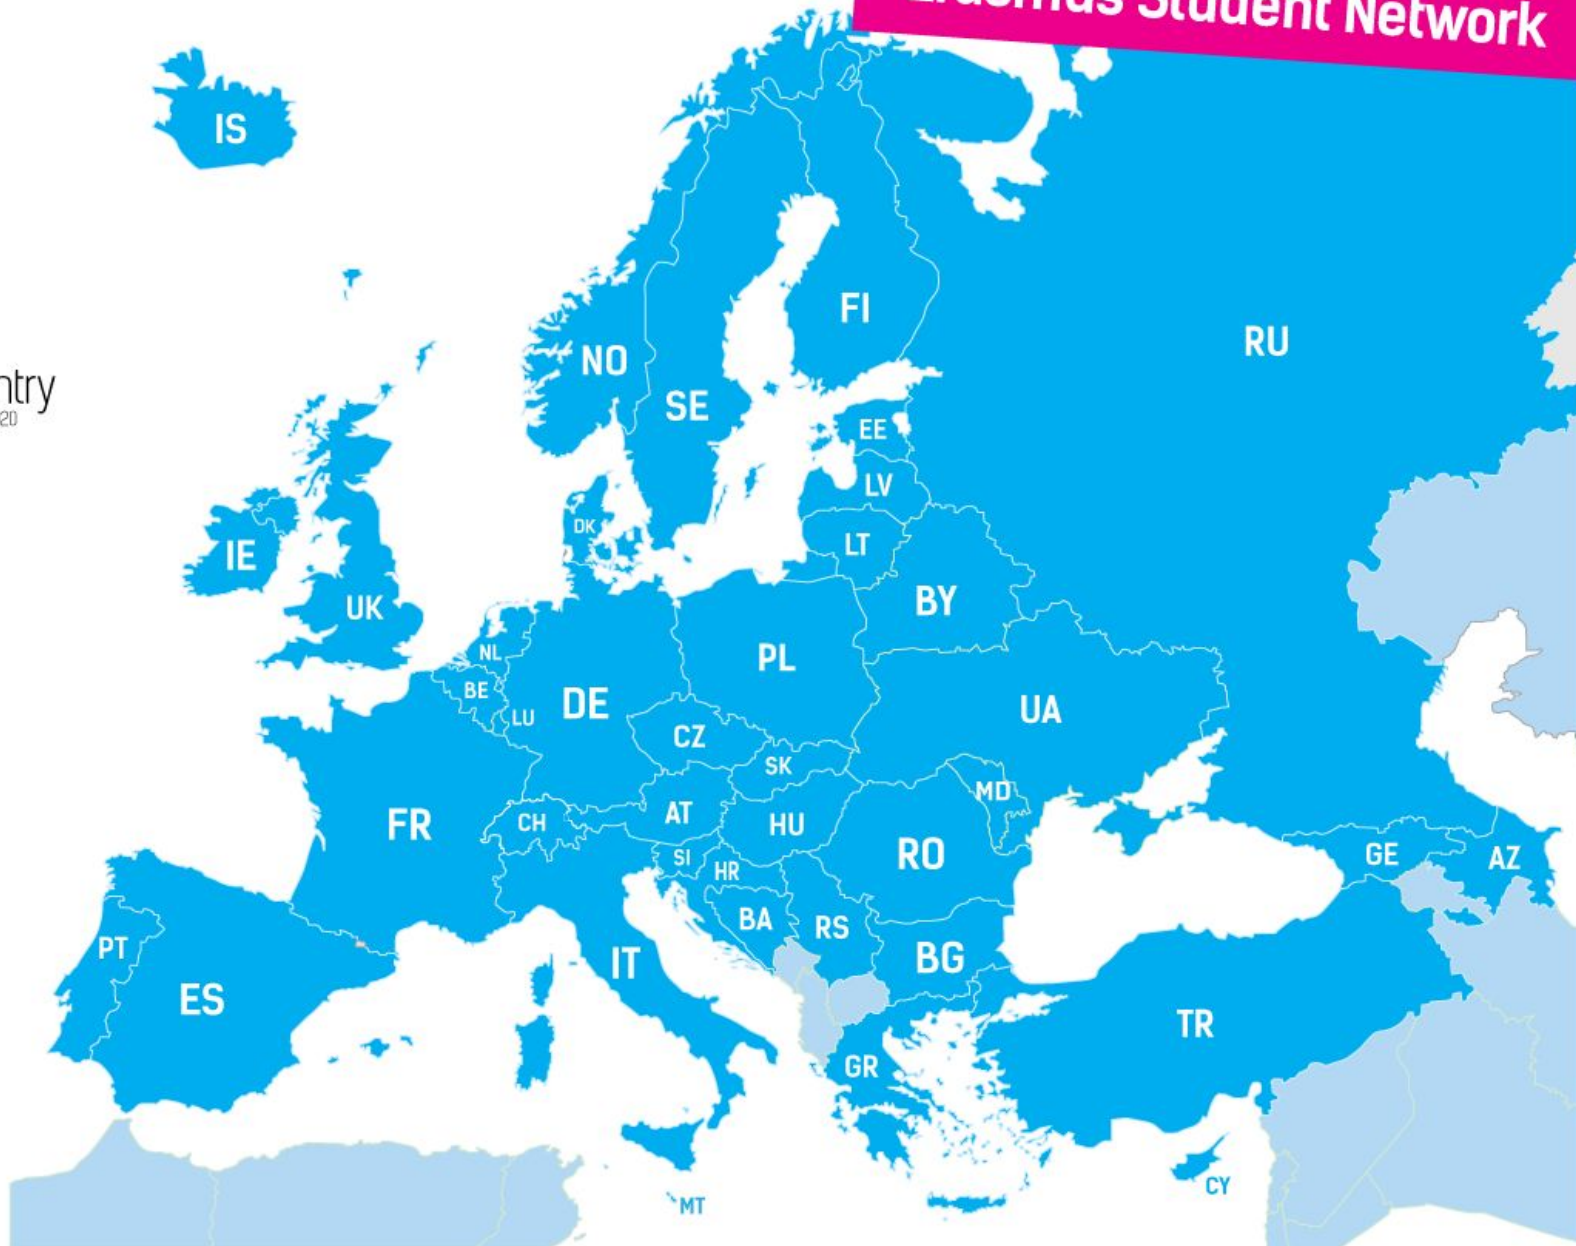 Student Network
IS
FI
RU
NO
SE
EE
LV
DK
LT
IE
BY
UK
NL
PL
BE
DE
LU
UA
CZ
SK
MD
AT
FR
CH
HU
RO
SI
GE
AZ
HR
BA
RS
PT
BG
IT
ES
TR
GR
CY
MT